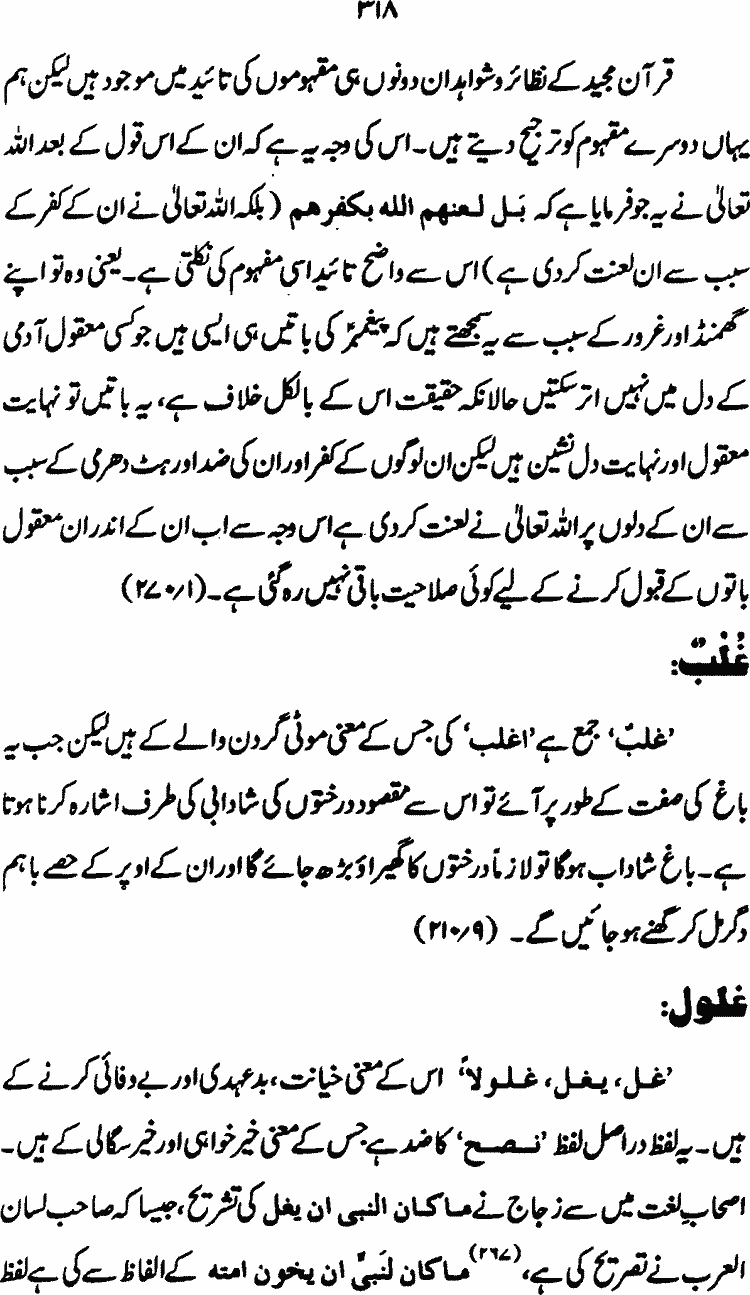 ۳۱۸
قرآن مجید کے نظائر و شواہد ان دونوں ہی مفہوموں کی تائید میں موجود ہیں لیکن ہم
یہاں دوسرے مفہوم کو ترجیح دیتے ہیں۔ اس کی وجہ یہ ہے کہ ان کے اس قول کے بعد اللہ
تعالیٰ نے یہ جو فرمایا ہے کہ بَل لعنهم الله بكفرهم (بلکہ اللہ تعالیٰ نے ان کے کفر کے
سبب سے ان لعنت کردی ہے) اس سے واضح تائید اسی مفہوم کی نکلتی ہے۔ یعنی وہ تو اپنے
گھمنڈ اور غرور کے سبب سے یہ سمجھتے ہیں کہ پیغمبرؐ کی باتیں ہی ایسی ہیں جو کسی معقول آدمی
کے دل میں نہیں اتر سکتیں حالانکہ حقیقت اس کے بالکل خلاف ہے، یہ باتیں تو نہایت
معقول اور نہایت دل نشین ہیں لیکن ان لوگوں کے کفر اور ان کی ضد اور ہٹ دھرمی کے سبب
سے ان کے دلوں پر اللہ تعالیٰ نے لعنت کردی ہے اس وجہ سے اب ان کے اندر ان معقول
باتوں کے قبول کرنے کے لیے کوئی صلاحیت باقی نہیں رہ گئی ہے۔ (۲۷۰/۱)
غُلْبٌ:
’غلبٌ‘ جمع ہے ’اغلب‘ کی جس کے معنی موٹی گردن والے کے ہیں لیکن جب یہ
باغ کی صفت کے طور پر آئے تو اس سے مقصود درختوں کی شادابی کی طرف اشارہ کرنا ہوتا
ہے۔ باغ شاداب ہوگا تو لازماً درختوں کا گھیراؤ بڑھ جائے گا اور ان کے اوپر کے حصے باہم
دگر مل کر گھنے ہو جائیں گے۔ (۲۱۰/۹)
غلول:
’غل، یغل، غلولاً‘ اس کے معنی خیانت، بدعہدی اور بے وفائی کرنے کے
ہیں۔ یہ لفظ در اصل لفظ ’نصح‘ کا ضد ہے جس کے معنی خیر خواہی اور خیر سگالی کے ہیں۔
اصحابِ لغت میں سے زجاج نے ما کان النبی ان یغل کی تشریح، جیسا کہ صاحب لسان
العرب نے تصریح کی ہے،(۲۶۷) ما کان لنَبیٍّ ان یخون امته کے الفاظ سے کی ہے لفظ